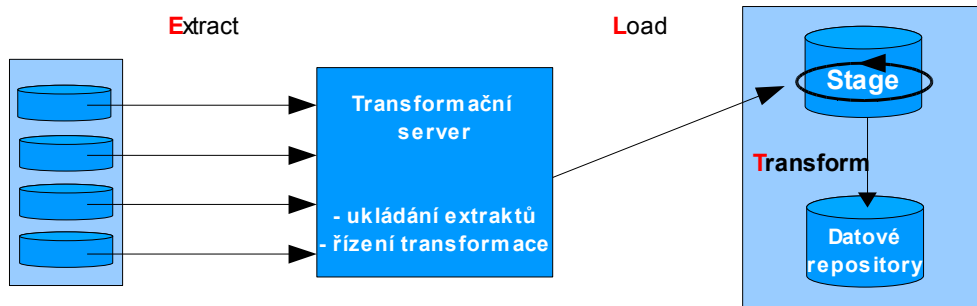 Extract
Load
Transformační
server
- ukládání extraktů
- řízení transformace
Stage
Transform
Datové
repository